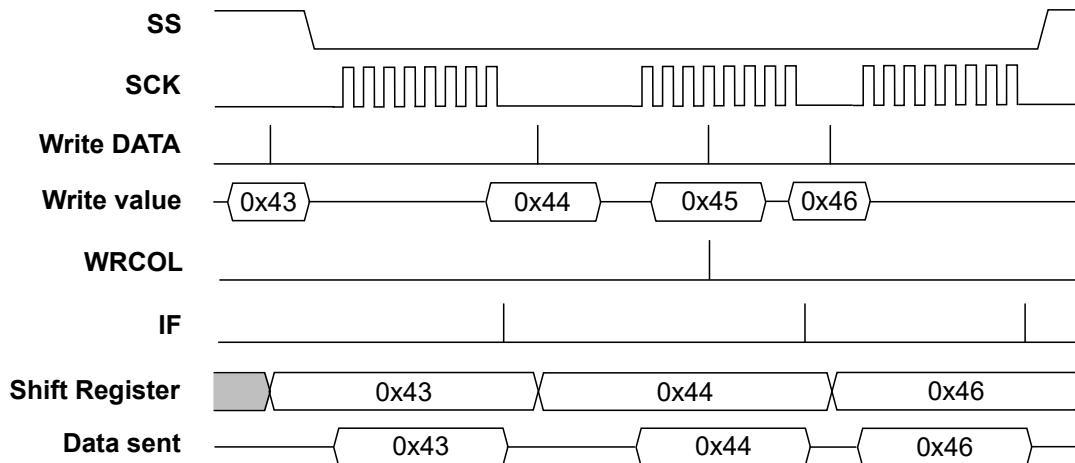 SS
SCK
Write DATA
Write value 0x43 0x44 0x45 0x46
WRCOL
IF
Shift Register 0x43 0x44 0x46
Data sent 0x43 0x44 0x46